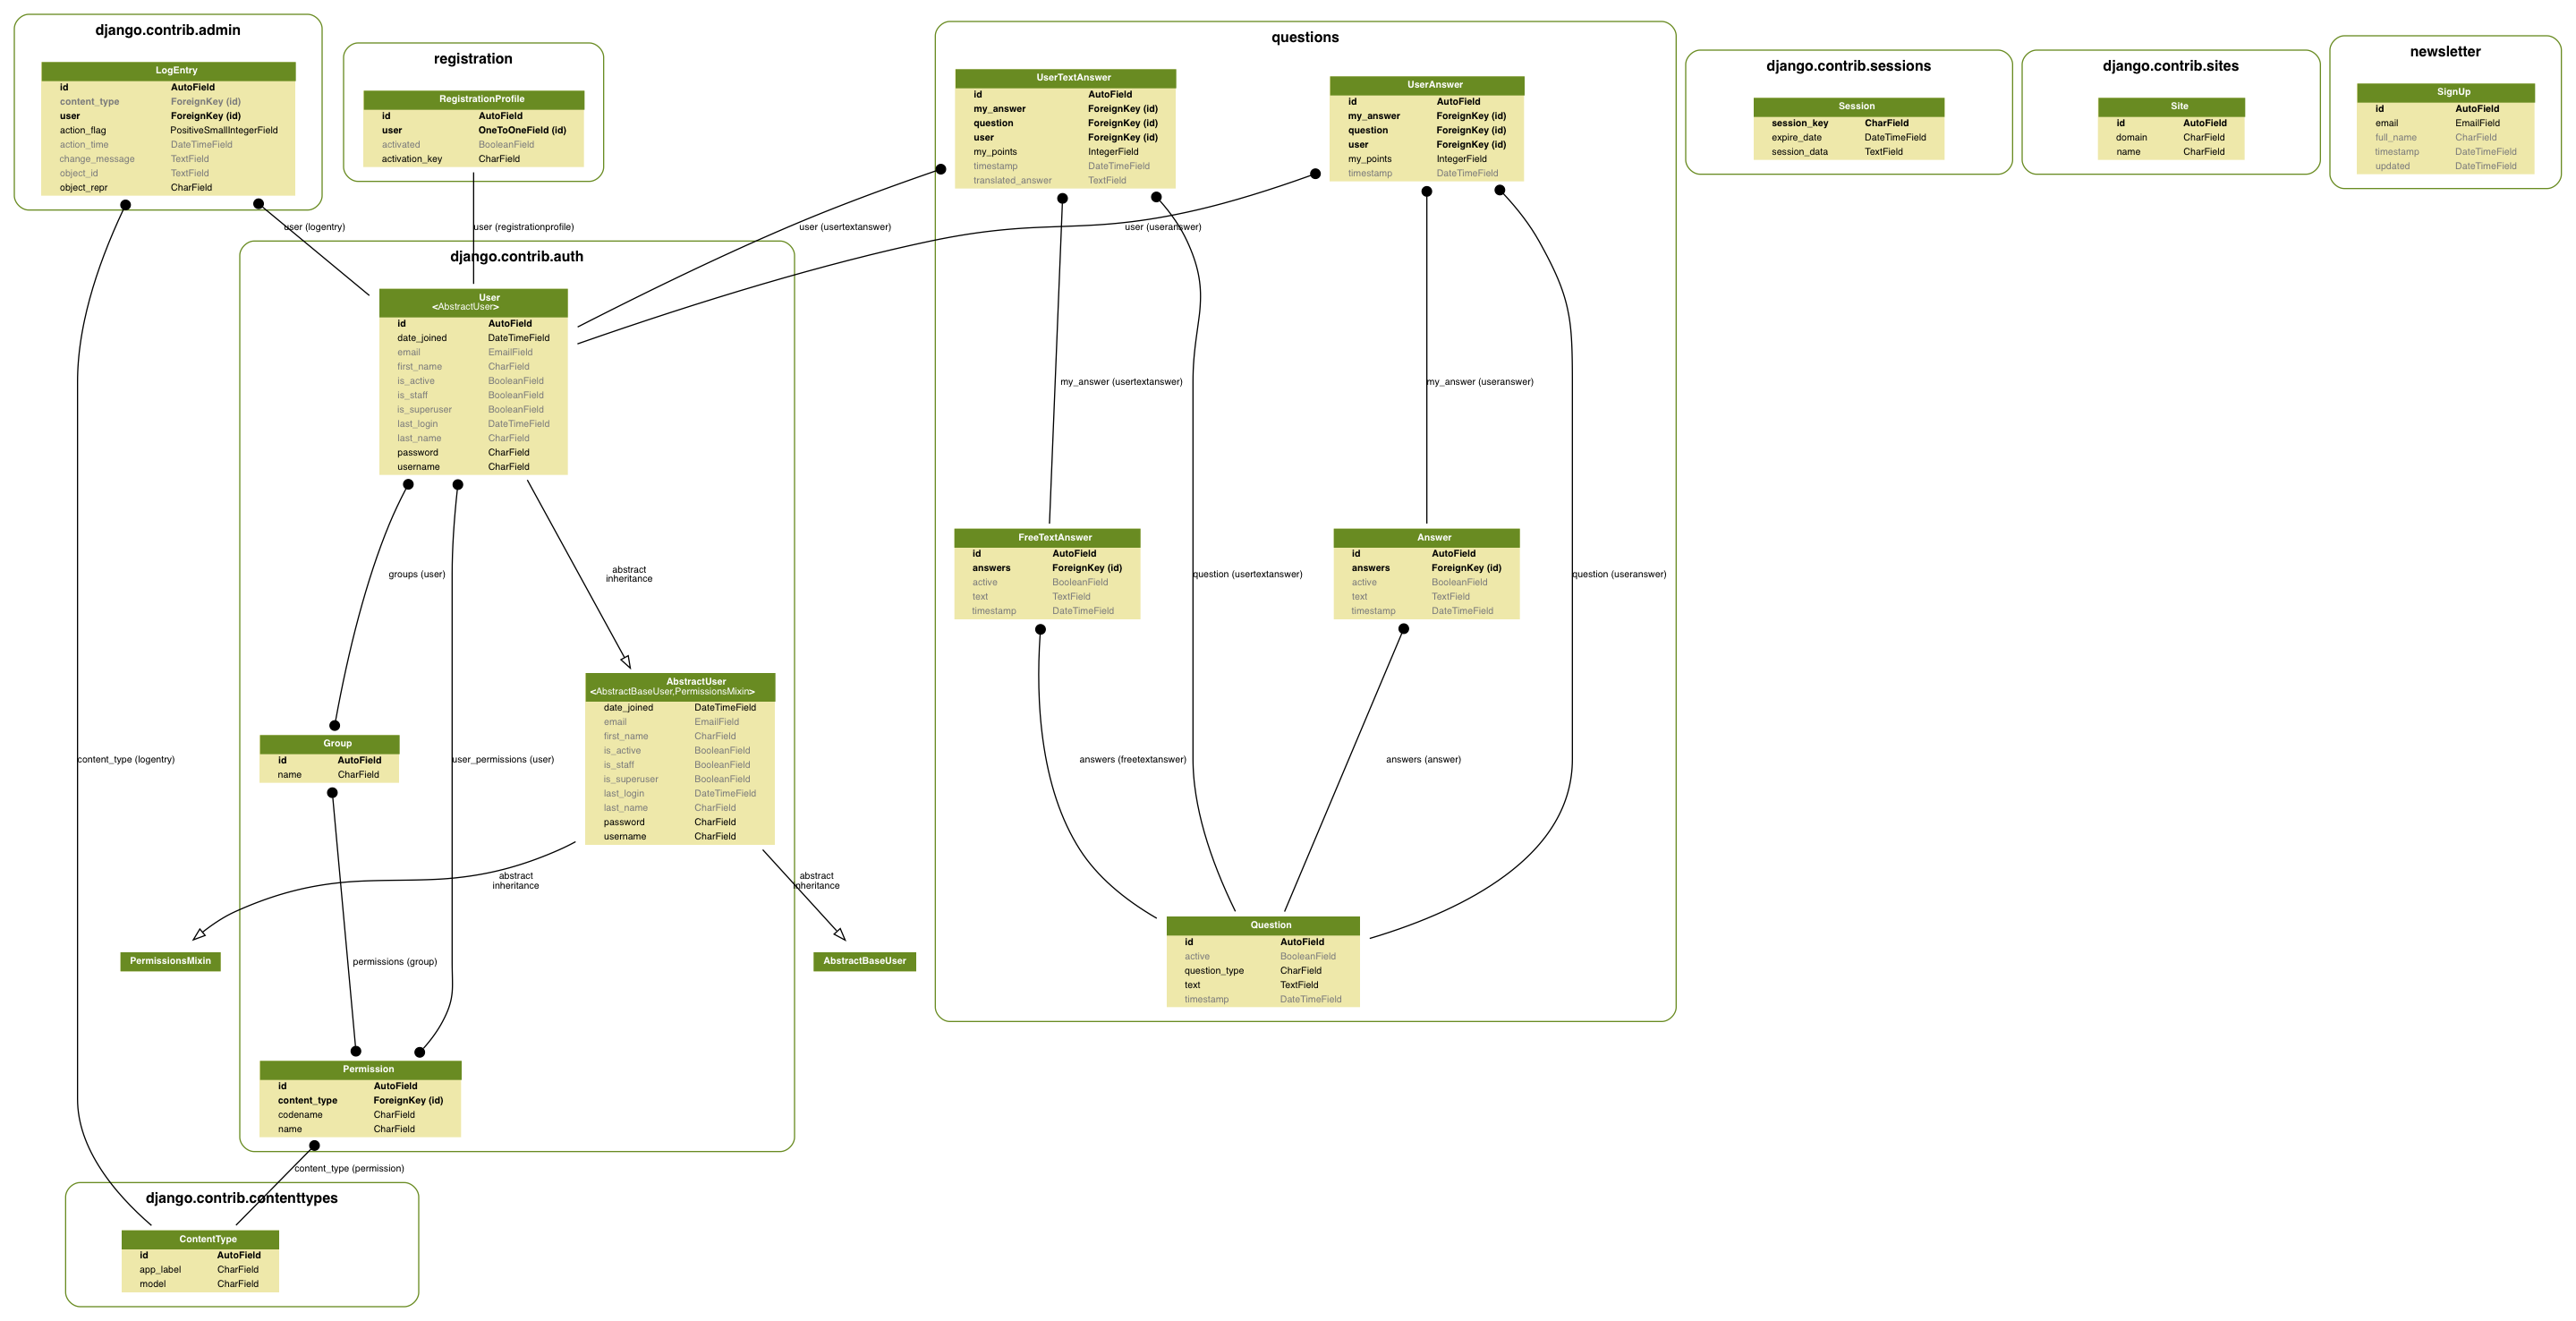 django.contrib.admin
LogEntry
id AutoField
content_type ForeignKey (id)
user ForeignKey (id)
action_flag PositiveSmallIntegerField
action_time DateTimeField
change_message TextField
object_id TextField
object_repr CharField
registration
RegistrationProfile
id AutoField
user OneToOneField (id)
activated BooleanField
activation_key CharField
questions
UserTextAnswer
id AutoField
my_answer ForeignKey (id)
question ForeignKey (id)
user ForeignKey (id)
my_points IntegerField
timestamp DateTimeField
translated_answer TextField
UserAnswer
id AutoField
my_answer ForeignKey (id)
question ForeignKey (id)
user ForeignKey (id)
my_points IntegerField
timestamp DateTimeField
django.contrib.sessions
Session
session_key CharField
expire_date DateTimeField
session_data TextField
django.contrib.sites
Site
id AutoField
domain CharField
name CharField
newsletter
SignUp
id AutoField
email EmailField
full_name CharField
timestamp DateTimeField
updated DateTimeField
user (logentry)
user (registrationprofile)
user (usertextanswer)
user (useranswer)
django.contrib.auth
User
<AbstractUser>
id AutoField
date_joined DateTimeField
email EmailField
first_name CharField
is_active BooleanField
is_staff BooleanField
is_superuser BooleanField
last_login DateTimeField
last_name CharField
password CharField
username CharField
my_answer (usertextanswer)
my_answer (useranswer)
groups (user)
abstract
inheritance
FreeTextAnswer
id AutoField
answers ForeignKey (id)
active BooleanField
text TextField
timestamp DateTimeField
question (usertextanswer)
Answer
id AutoField
answers ForeignKey (id)
active BooleanField
text TextField
timestamp DateTimeField
question (useranswer)
AbstractUser
<AbstractBaseUser,PermissionsMixin>
date_joined DateTimeField
email EmailField
first_name CharField
is_active BooleanField
is_staff BooleanField
is_superuser BooleanField
last_login DateTimeField
last_name CharField
password CharField
username CharField
Group
id AutoField
name CharField
content_type (logentry)
user_permissions (user)
answers (freetextanswer)
answers (answer)
abstract
inheritance
abstract
inheritance
PermissionsMixin
permissions (group)
AbstractBaseUser
Question
id AutoField
active BooleanField
question_type CharField
text TextField
timestamp DateTimeField
Permission
id AutoField
content_type ForeignKey (id)
codename CharField
name CharField
content_type (permission)
django.contrib.contenttypes
ContentType
id AutoField
app_label CharField
model CharField